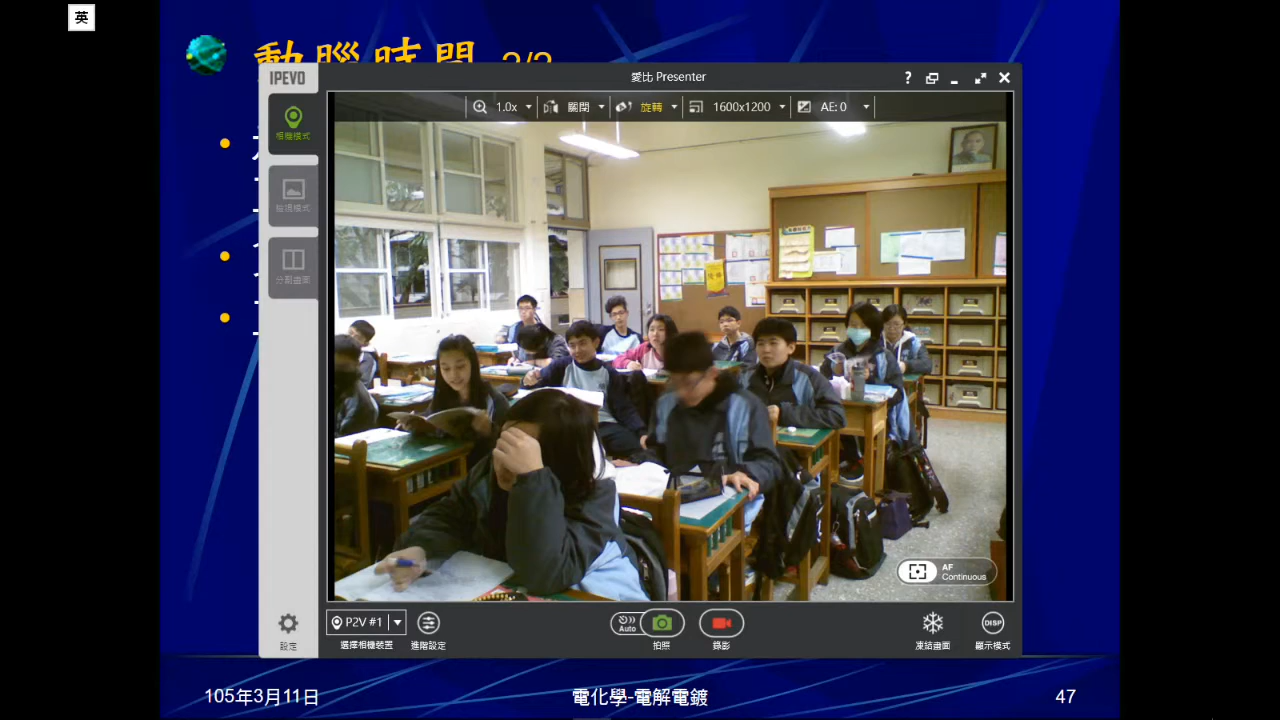 英
動腦時間 2/2
IPEVO
愛比 Presenter
?
1.0x
關閉
旋轉
1600x1200
AE: 0
相機模式
檢視模式
分割畫面
AF
Continuous
設定
P2V #1
選擇相機裝置
進階設定
Auto
拍照
錄影
凍結畫面
DISP
顯示模式
105年3月11日
電化學-電解電鍍
47